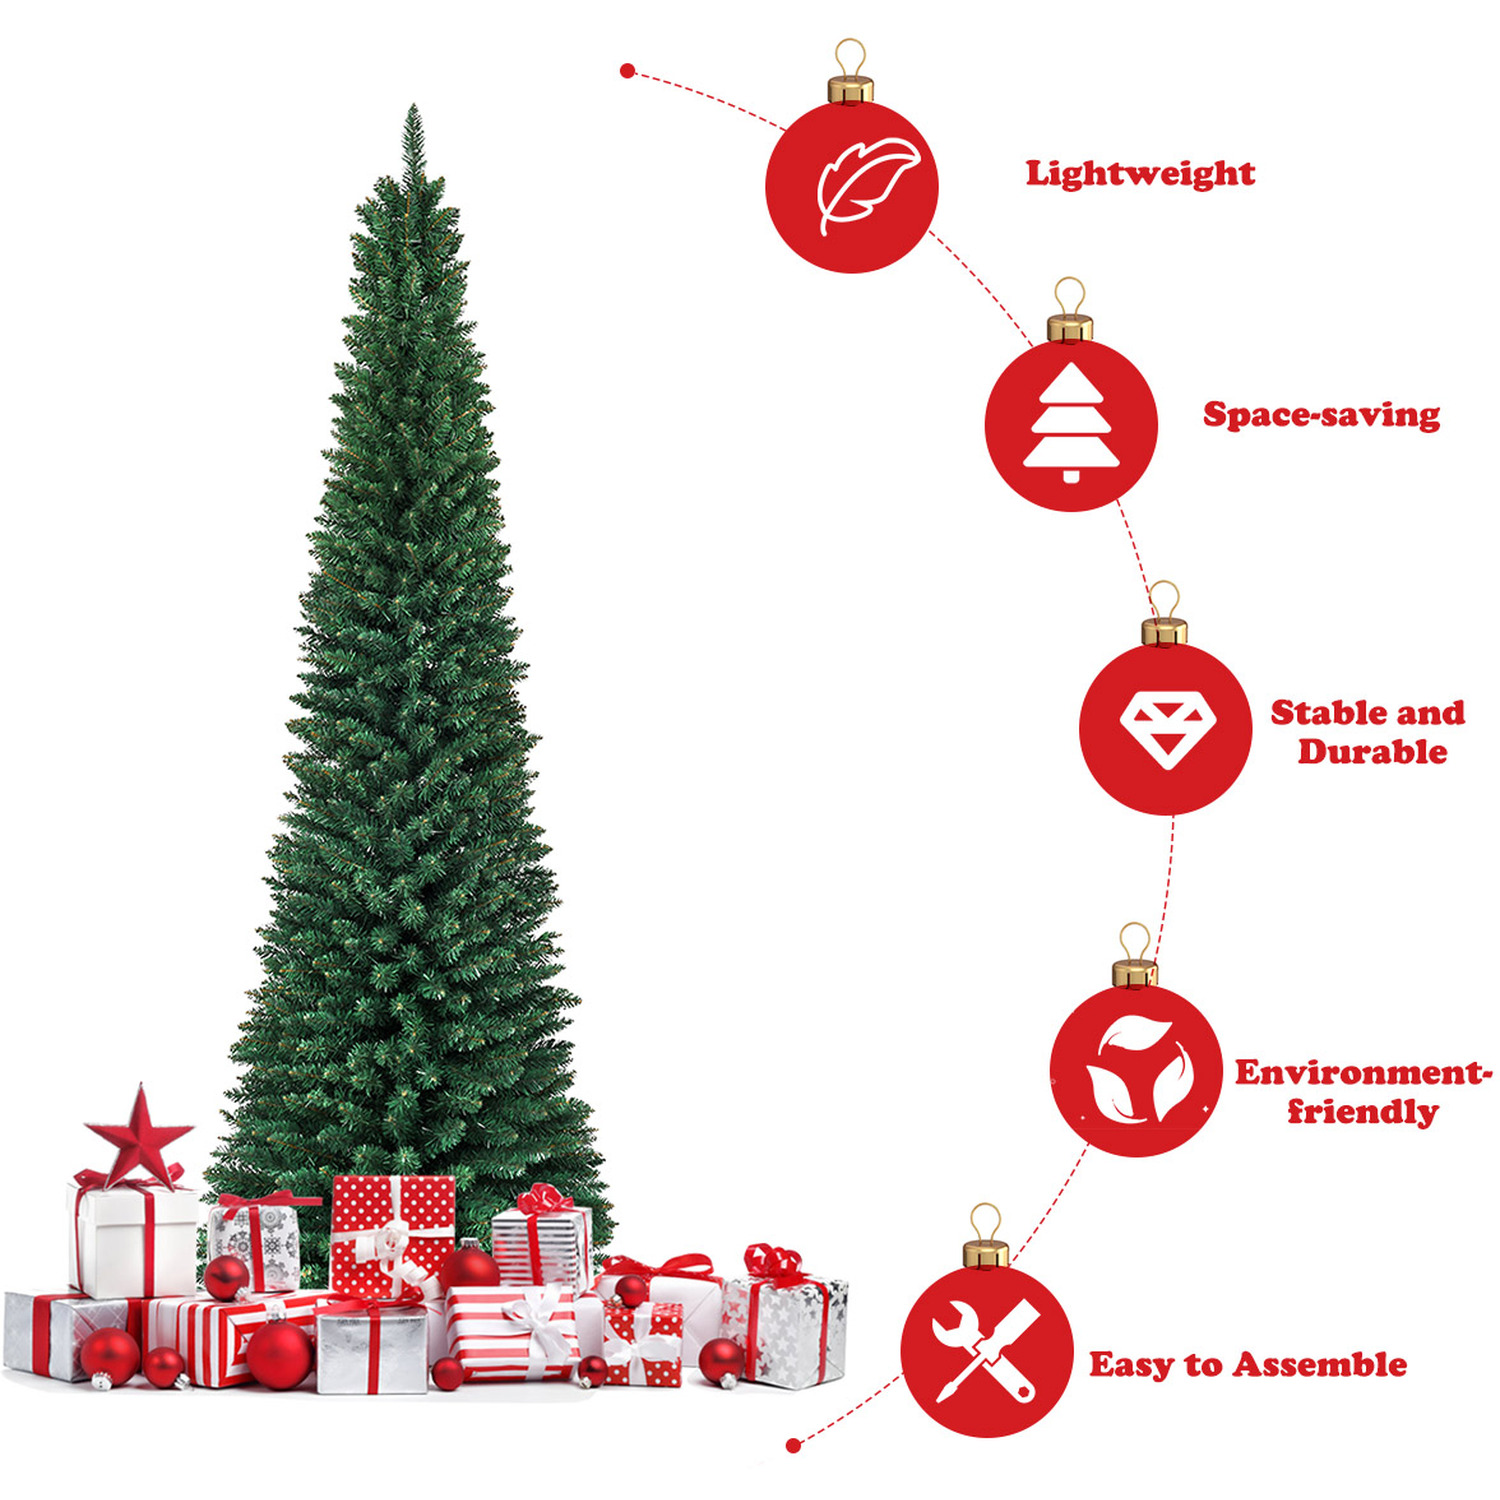 Lightweight
Space-saving
Stable and
Durable
Environment-
friendly
Easy to Assemble